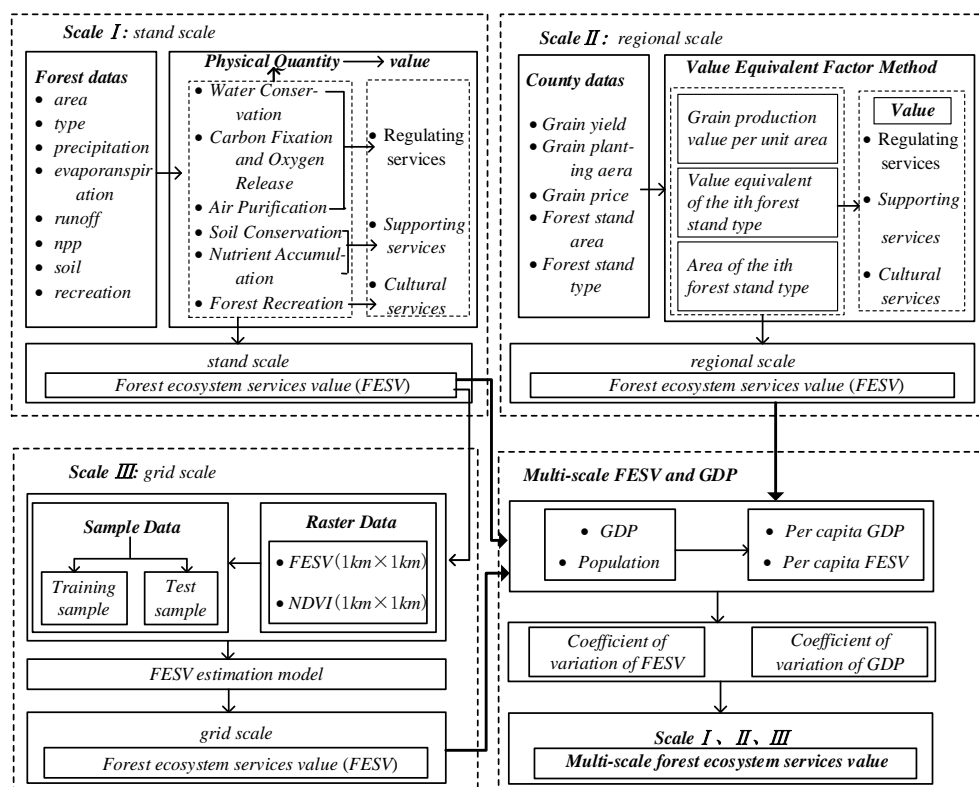 Scale Ⅰ: stand scale
Forest datas
• area
• type
• precipitation
• evaporanspi
ration
• runoff
• npp
• soil
• recreation
Physical Quantity
value
• Water Conser-
vation
• Carbon Fixation
and Oxygen
Release
• Air Purification
• Soil Conservation
• Nutrient Accumul-
ation
• Forest Recreation
• Regulating
services
• Supporting
services
• Cultural
services
stand scale
Forest ecosystem services value (FESV)
Scale Ⅱ: regional scale
County datas
• Grain yield
• Grain plant-
ing aera
• Grain price
• Forest stand
area
• Forest stand
type
Value Equivalent Factor Method
Grain production
value per unit area
Value equivalent
of the ith forest
stand type
Area of the ith
forest stand type
Value
• Regulating
services
• Supporting
services
• Cultural
services
regional scale
Forest ecosystem services value (FESV)
Scale Ⅲ: grid scale
Sample Data
Training
sample
Test
sample
Raster Data
• FESV(1km×1km)
• NDVI(1km×1km)
FESV estimation model
grid scale
Forest ecosystem services value (FESV)
Multi-scale FESV and GDP
• GDP
• Population
• Per capita GDP
• Per capita FESV
Coefficient of
variation of FESV
Coefficient of
variation of GDP
Scale Ⅰ、Ⅱ、Ⅲ
Multi-scale forest ecosystem services value